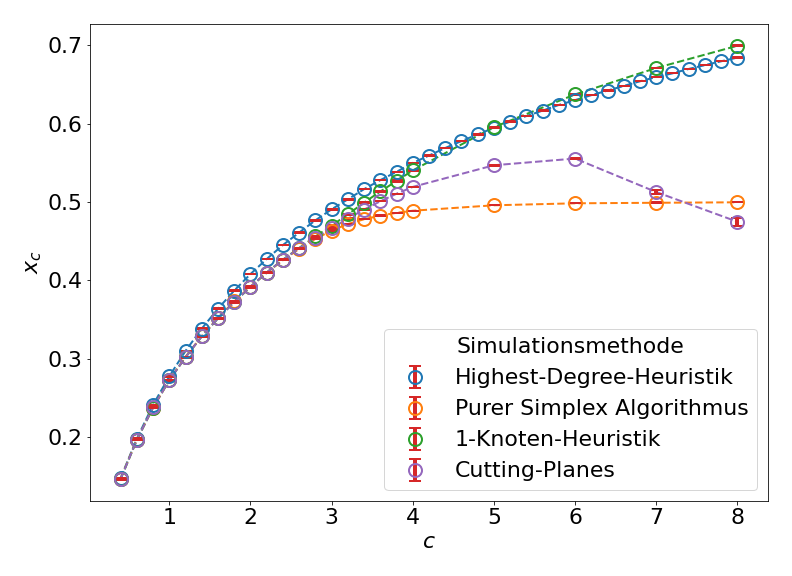 0.7
0.6
0.5
0.4
0.3
0.2
x_c
1 2 3 4 5 6 7 8
c
Simulationsmethode
Highest-Degree-Heuristik
Purer Simplex Algorithmus
1-Knoten-Heuristik
Cutting-Planes